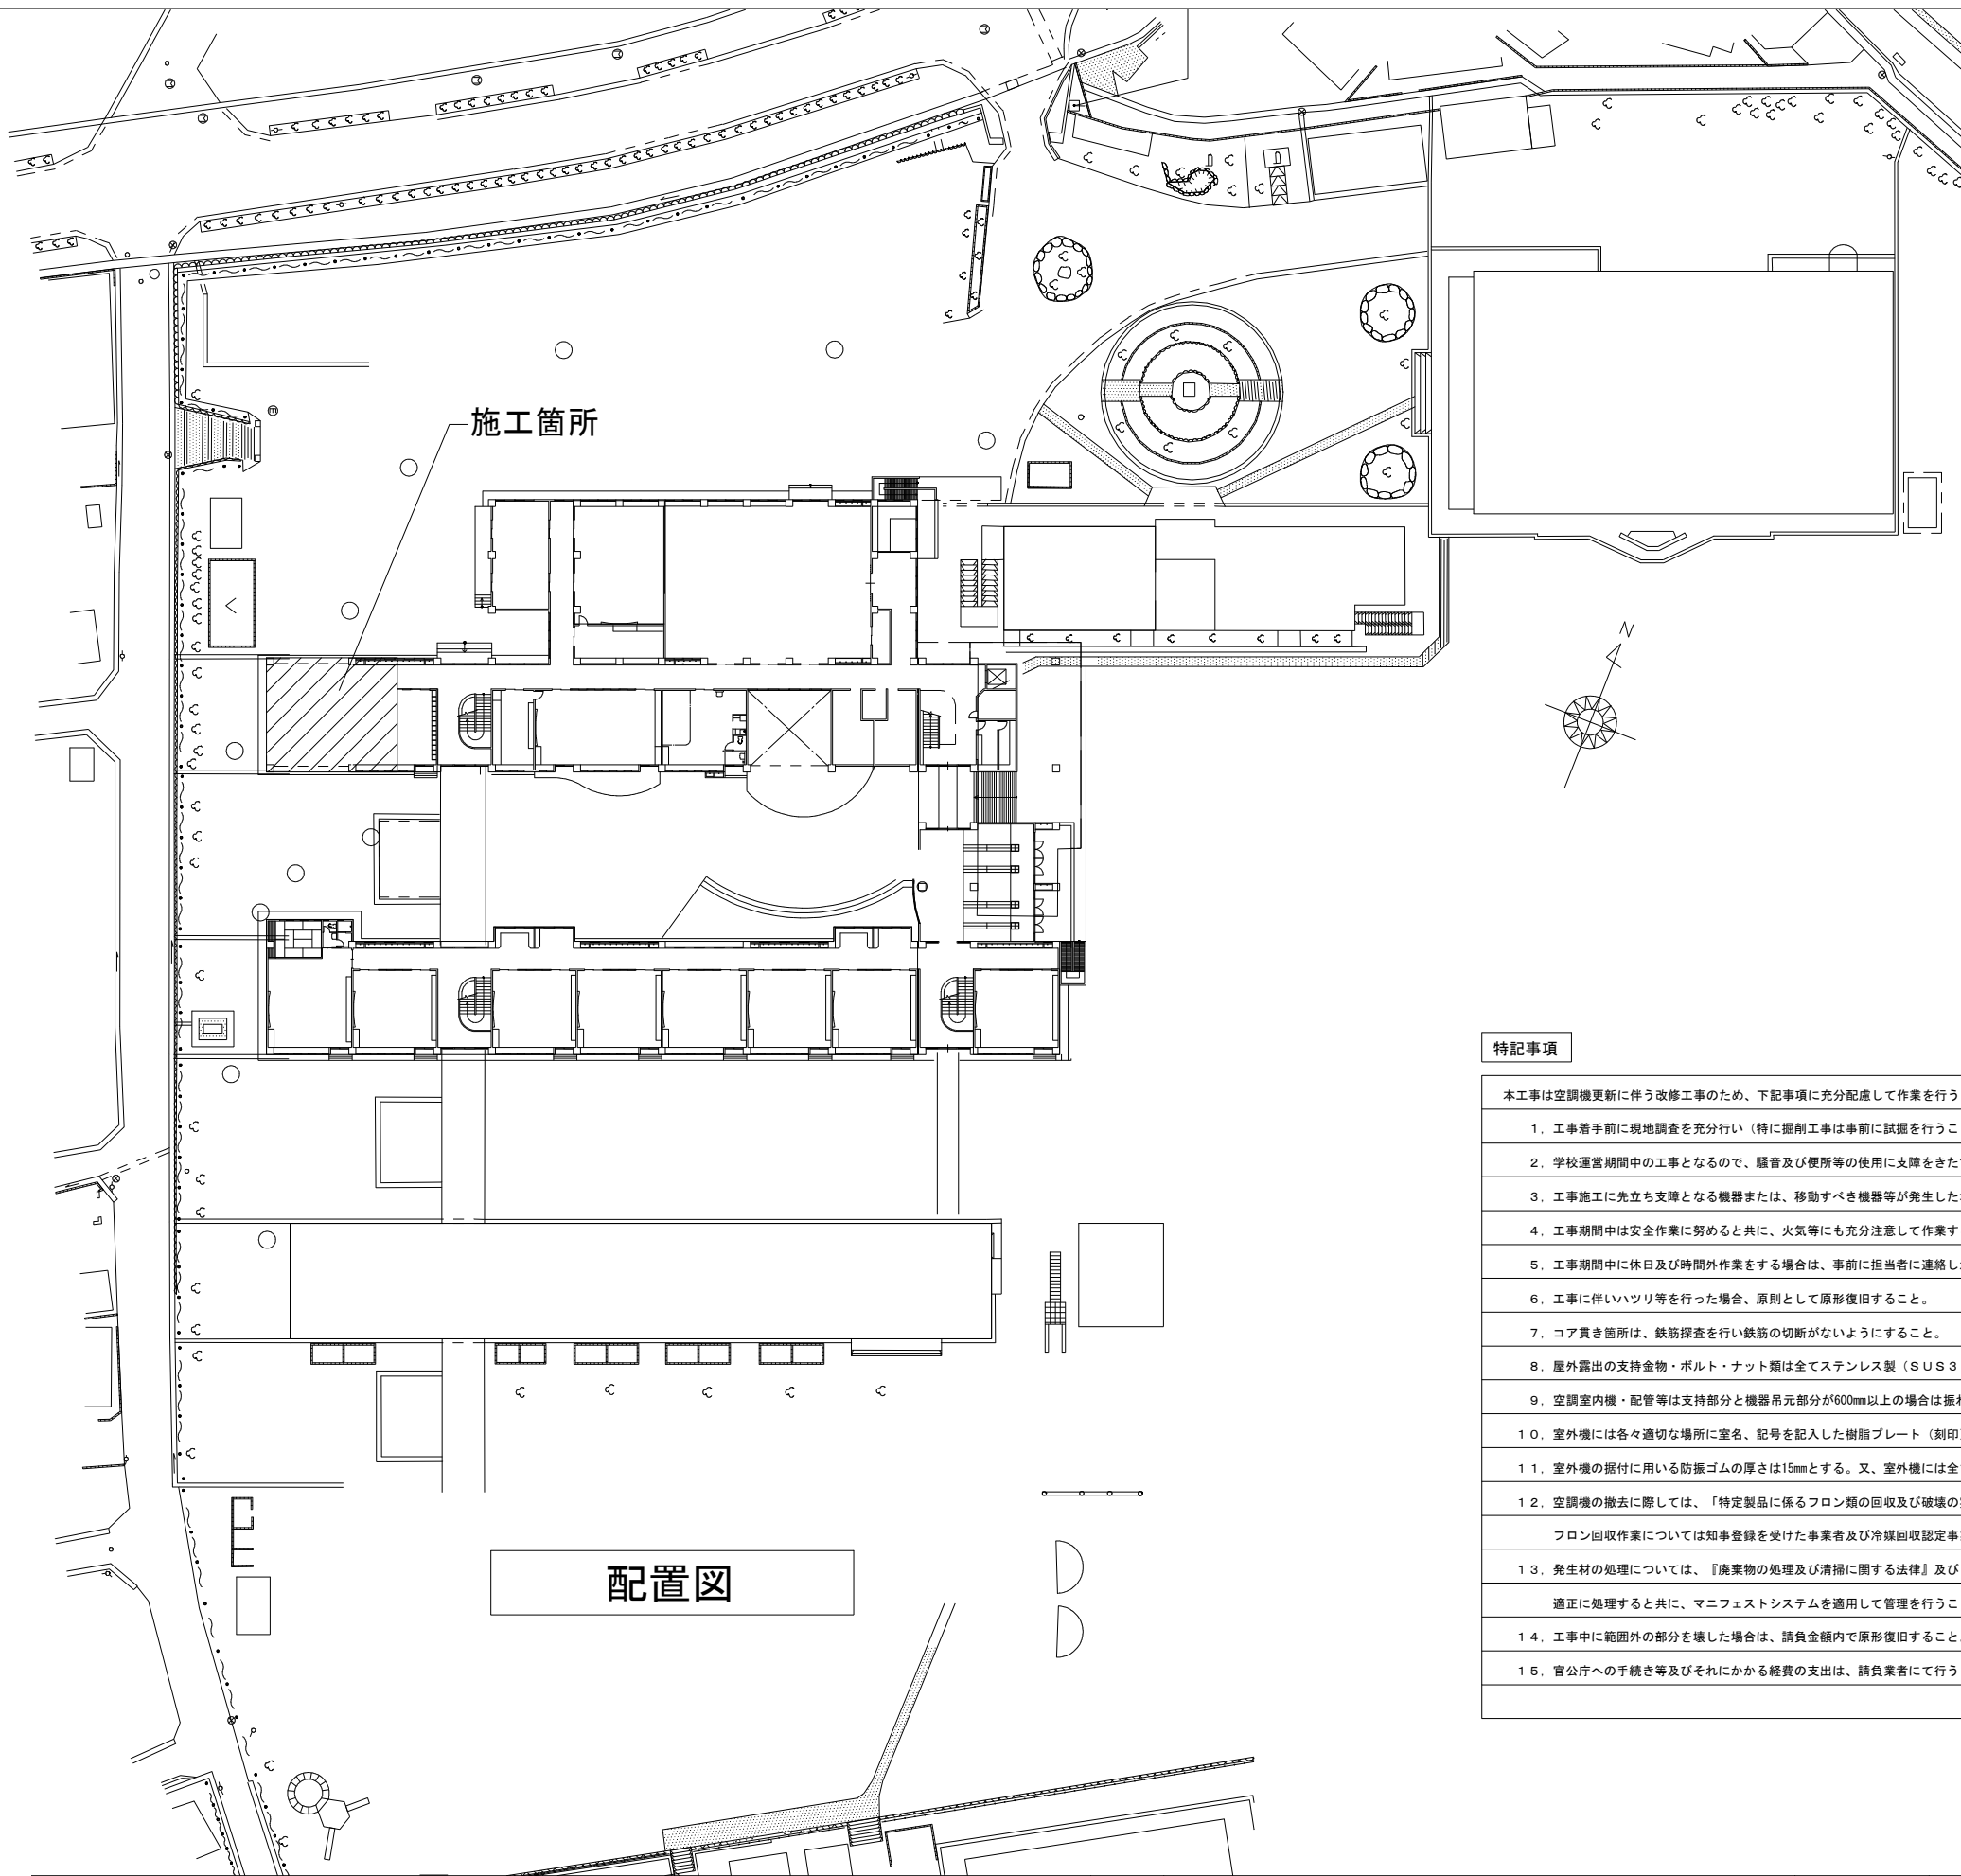 施工箇所
N
特記事項
本工事は空調機更新に伴う改修工事のため、下記事項に充分配慮して作業を行う
1．工事着手前に現地調査を充分行い（特に掘削工事は事前に試掘を行うこ
2．学校運営期間中の工事となるので、騒音及び便所等の使用に支障をきた
3．工事施工に先立ち支障となる機器または、移動すべき機器等が発生した
4．工事期間中は安全作業に努めると共に、火気等にも充分注意して作業す
5．工事期間中に休日及び時間外作業をする場合は、事前に担当者に連絡し
6．工事に伴いハツリ等を行った場合、原則として原形復旧すること。
7．コア貫き箇所は、鉄筋探査を行い鉄筋の切断がないようにすること。
8．屋外露出の支持金物・ボルト・ナット類は全てステンレス製（ＳＵＳ３
9．空調室内機・配管等は支持部分と機器吊元部分が600mm以上の場合は振れ
10．室外機には各々適切な場所に室名、記号を記入した樹脂プレート（刻印
11．室外機の据付に用いる防振ゴムの厚さは15mmとする。又、室外機には全
12．空調機の撤去に際しては、「特定製品に係るフロン類の回収及び破壊の
フロン回収作業については知事登録を受けた事業者及び冷媒回収認定事
13．発生材の処理については、『廃棄物の処理及び清掃に関する法律』及び
適正に処理すると共に、マニフェストシステムを適用して管理を行うこ
14．工事中に範囲外の部分を壊した場合は、請負金額内で原形復旧すること
15．官公庁への手続き等及びそれにかかる経費の支出は、請負業者にて行う
配置図